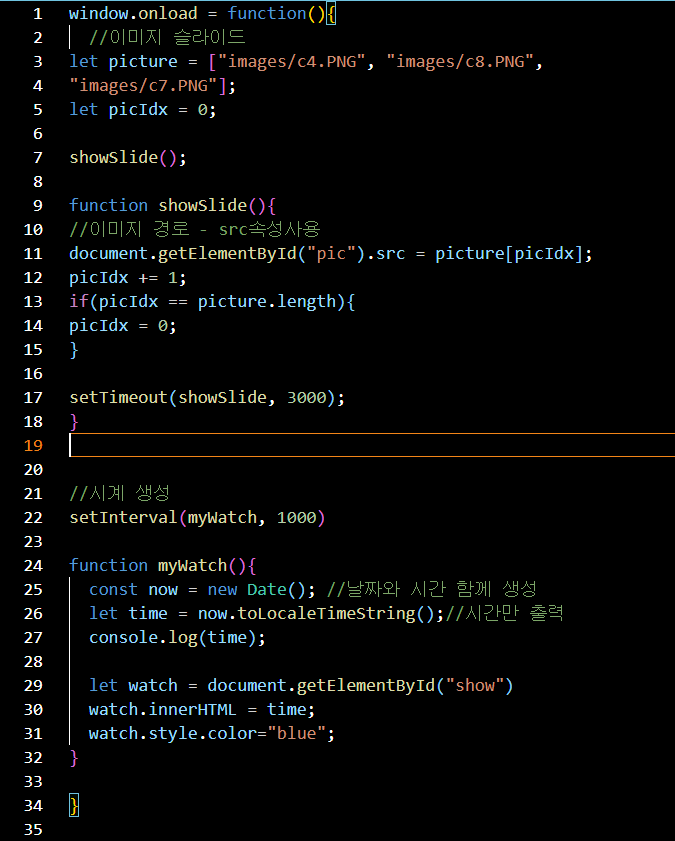 1 window.onload = function(){
2 //이미지 슬라이드
3 let picture = ["images/c4.PNG", "images/c8.PNG",
4 "images/c7.PNG"];
5 let picIdx = 0;
6
7 showSlide();
8
9 function showSlide(){
10 //이미지 경로 - src속성사용
11 document.getElementById("pic").src = picture[picIdx];
12 picIdx += 1;
13 if(picIdx == picture.length){
14 picIdx = 0;
15 }
16
17 setTimeout(showSlide, 3000);
18 }
19
20
21 //시계 생성
22 setInterval(myWatch, 1000)
23
24 function myWatch(){
25 const now = new Date(); //날짜와 시간 함께 생성
26 let time = now.toLocaleTimeString();//시간만 출력
27 console.log(time);
28
29 let watch = document.getElementById("show")
30 watch.innerHTML = time;
31 watch.style.color="blue";
32 }
33
34 }
35